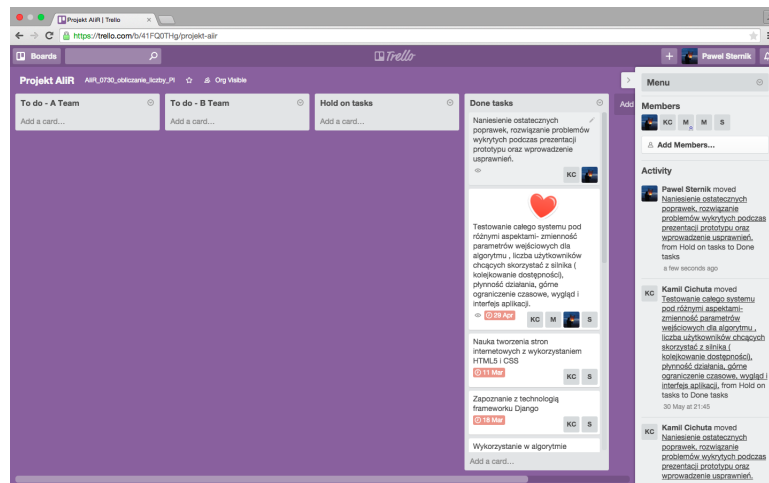 Projekt AliR | Trello
https://trello.com/b/41FQ0THg/projekt-alir
Boards
Trello
Pawel Sternik
Projekt AliR
AliR_0730_obliczanie_liczby_PI
Org Visible
To do - A Team
Add a card...
To do - B Team
Add a card...
Hold on tasks
Add a card...
Done tasks
Naniesienie ostatecznych
poprawek, rozwiązanie problemów
wykrytych podczas prezentacji
prototypu oraz wprowadzenie
usprawnień.
KC
Testowanie całego systemu pod
różnymi aspektami- zmienność
parametrów wejściowych dla
algorytmu , liczba użytkowników
chcących skorzystać z silnika (
kolejkowanie dostępności),
płynność działania, górne
ograniczenie czasowe, wygląd i
interfejs aplikacji.
29 Apr
KC M S
Nauka tworzenia stron
internetowych z wykorzystaniem
HTML5 i CSS
11 Mar
KC S
Zapoznanie z technologią
frameworku Django
18 Mar
KC S
Wykorzystanie w algorytmie
Add a card...
Add
Menu
Members
KC M M S
Add Members...
Activity
Pawel Sternik moved
Naniesienie ostatecznych
poprawek, rozwiązanie
problemów wykrytych podczas
prezentacji prototypu oraz
wprowadzenie usprawnień.
from Hold on tasks to Done
tasks
a few seconds ago
KC
Kamil Cichuta moved
Testowanie całego systemu
pod różnymi aspektami-
zmienność parametrów
wejściowych dla algorytmu ,
liczba użytkowników chcących
skorzystać z silnika (
kolejkowanie dostępności),
płynność działania, górne
ograniczenie czasowe, wygląd i
interfejs aplikacji. from Hold on
tasks to Done tasks
30 May at 21:45
KC
Kamil Cichuta moved
Naniesienie ostatecznych
poprawek, rozwiązanie
problemów wykrytych podczas
prezentacji prototypu oraz
wprowadzenie usprawnień.